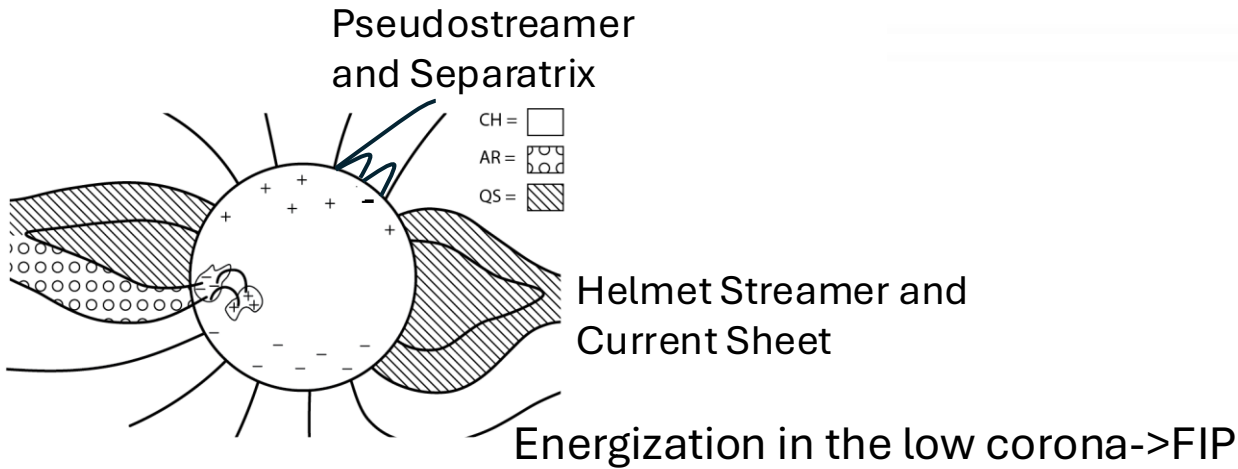 Pseudostreamer
and Separatrix
CH =
AR =
QS =
Helmet Streamer and
Current Sheet
Energization in the low corona->FIP